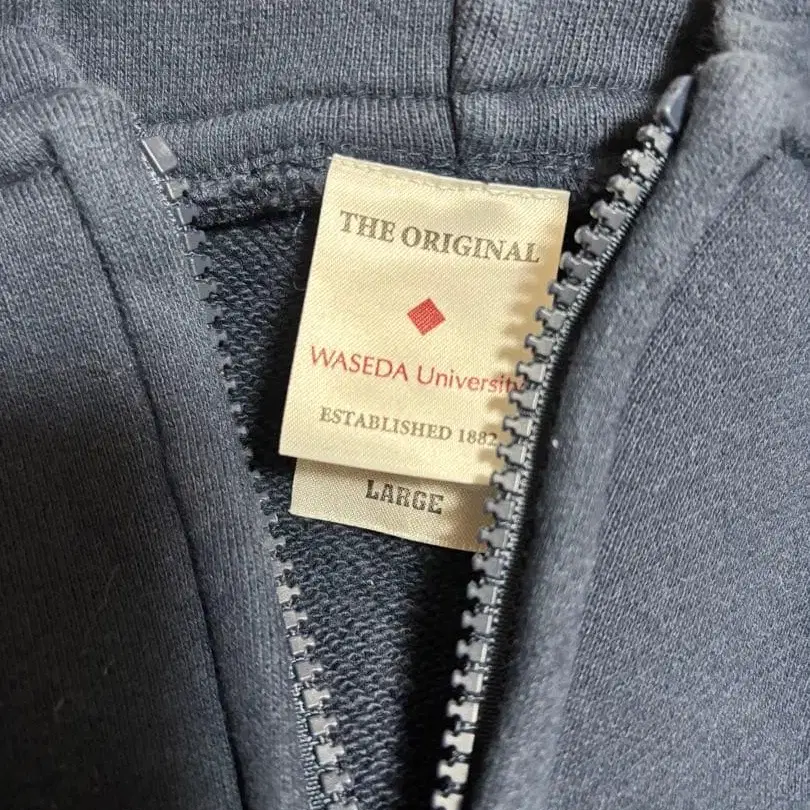 THE ORIGINAL
WASEDA University
ESTABLISHED 1882
LARGE